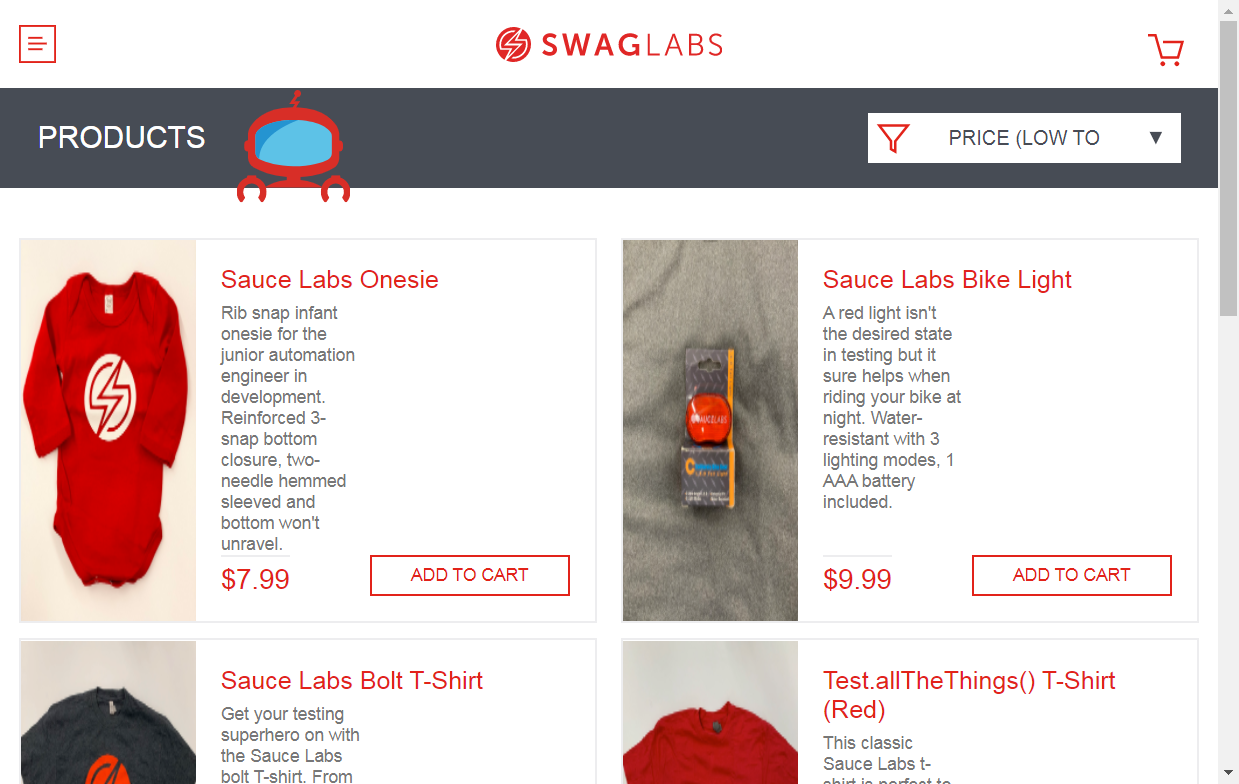 SWAGLABS
PRODUCTS
PRICE (LOW TO
Sauce Labs Onesie
Rib snap infant
onesie for the
junior automation
engineer in
development.
Reinforced 3-
snap bottom
closure, two-
needle hemmed
sleeved and
bottom won't
unravel.
$7.99
ADD TO CART
Sauce Labs Bike Light
A red light isn't
the desired state
in testing but it
sure helps when
riding your bike at
night. Water-
resistant with 3
lighting modes, 1
AAA battery
included.
$9.99
ADD TO CART
SAUCELABS
Sauce Labs Bolt T-Shirt
Get your testing
superhero on with
the Sauce Labs
bolt T-shirt. From
Test.allTheThings() T-Shirt
(Red)
This classic
Sauce Labs t-
shirt is perfect to